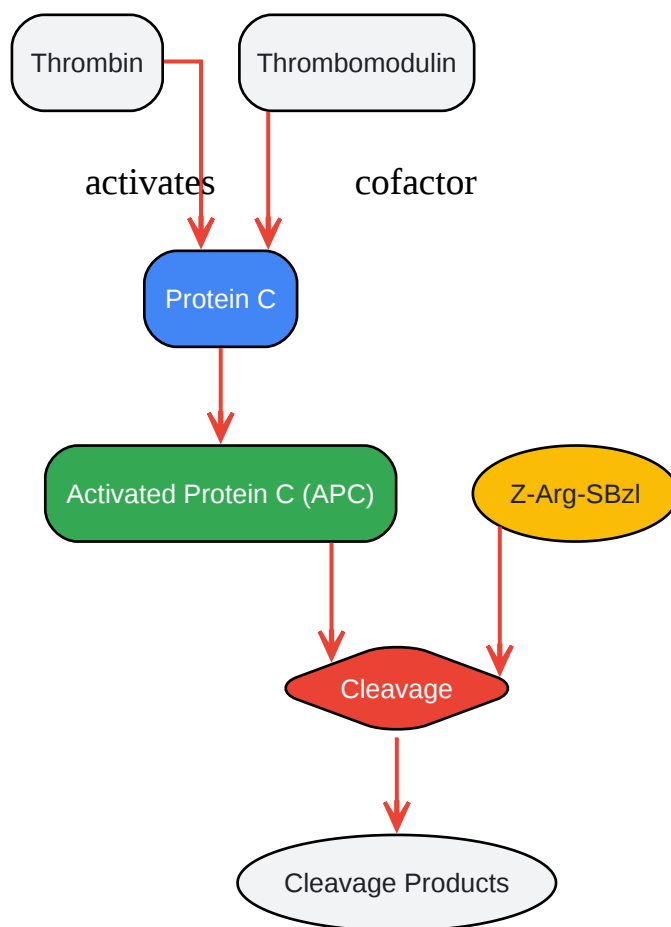 Thrombin
Thrombomodulin
activates
cofactor
Protein C
Activated Protein C (APC)
Z-Arg-SBzl
Cleavage
Cleavage Products